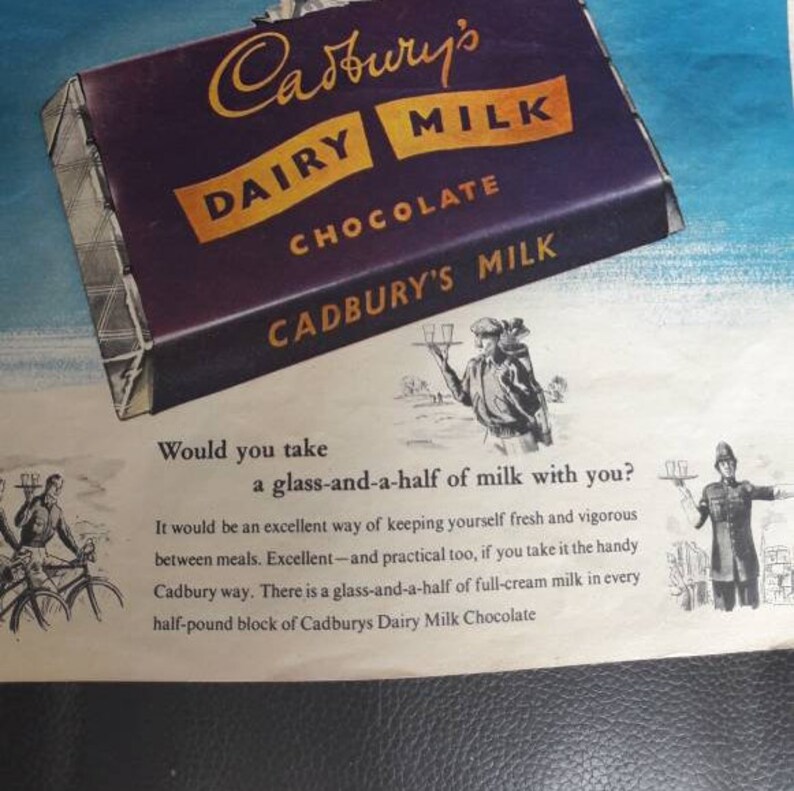 Cadbury's
DAIRY MILK
CHOCOLATE
CADBURY'S MILK
Would you take
a glass-and-a-half of milk with you?
It would be an excellent way of keeping yourself fresh and vigorous
between meals. Excellent—and practical too, if you take it the handy
Cadbury way. There is a glass-and-a-half of full-cream milk in every
half-pound block of Cadburys Dairy Milk Chocolate